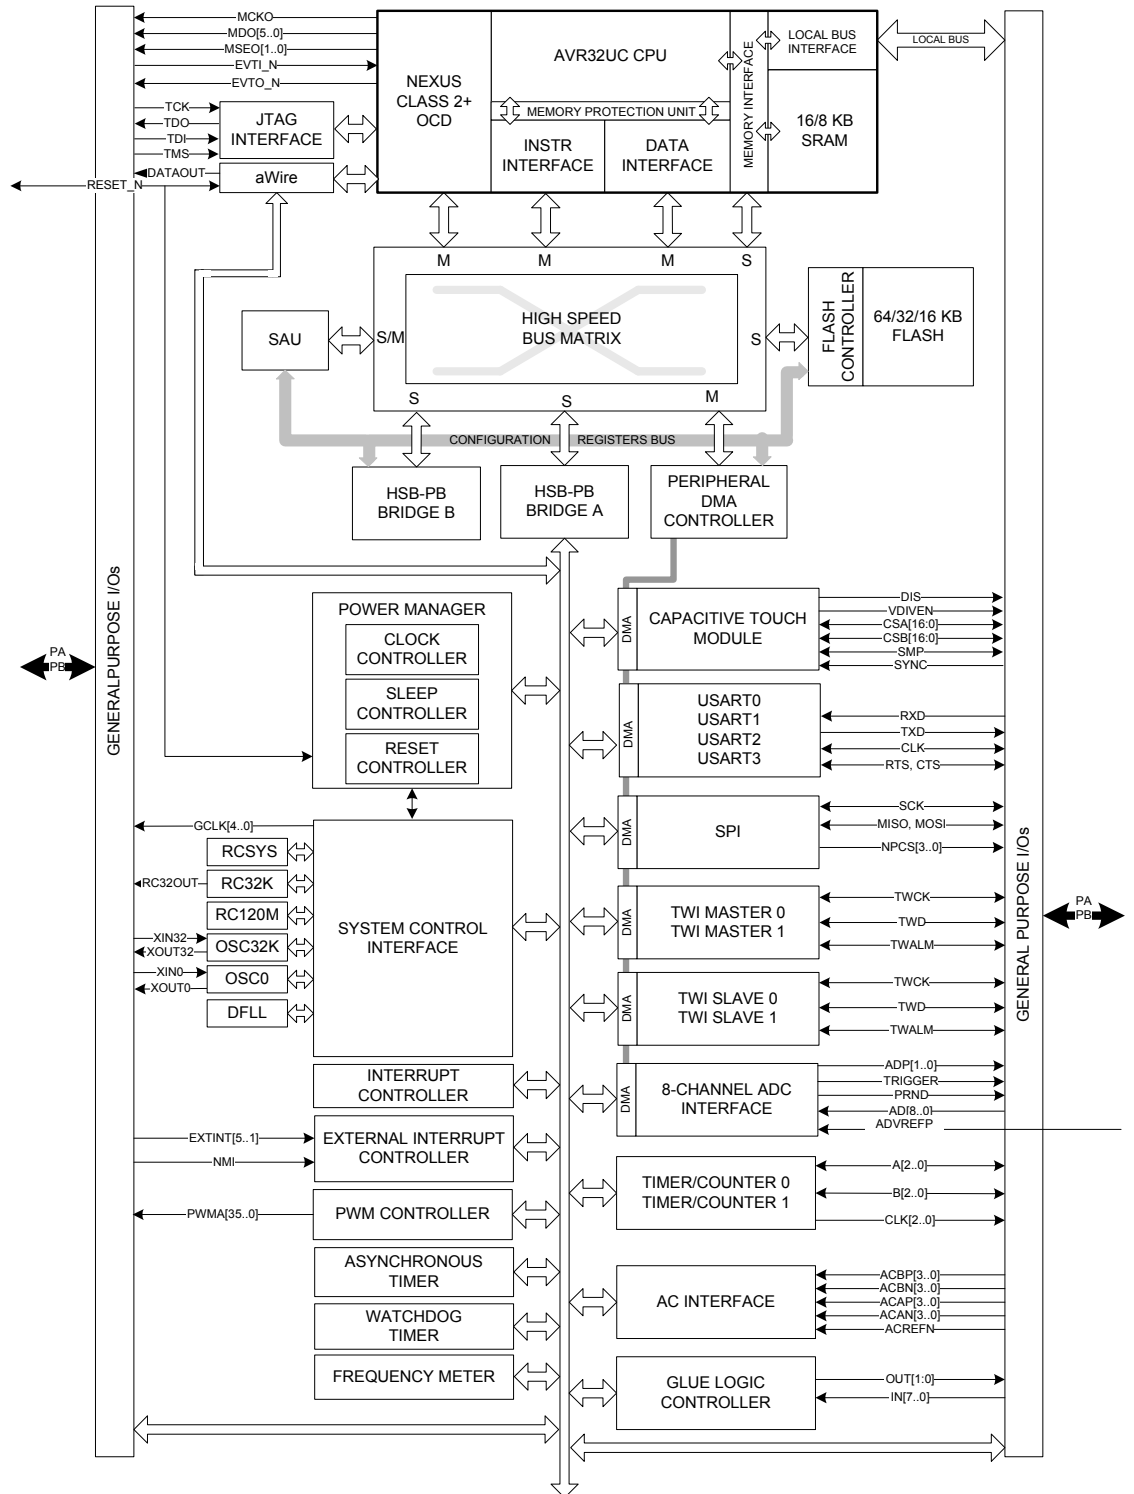 MCKO
MDO[5..0]
MSEO[1..0]
EVTI_N
EVTO_N
TCK
TDO
TDI
TMS
DATAOUT
RESET_N
JTAG
INTERFACE
aWire
NEXUS
CLASS 2+
OCD
AVR32UC CPU
MEMORY PROTECTION UNIT
INSTR
INTERFACE
DATA
INTERFACE
MEMORY INTERFACE
LOCAL BUS
INTERFACE
16/8 KB
SRAM
LOCAL BUS
M
M
M
S
HIGH SPEED
BUS MATRIX
S/M
S
S
S
M
SAU
FLASH
CONTROLLER
64/32/16 KB
FLASH
CONFIGURATION
REGISTERS BUS
HSB-PB
BRIDGE B
HSB-PB
BRIDGE A
PERIPHERAL
DMA
CONTROLLER
GENERALPURPOSE I/Os
PA
PB
POWER MANAGER
CLOCK
CONTROLLER
SLEEP
CONTROLLER
RESET
CONTROLLER
GCLK[4..0]
RCSYS
RC32OUT
RC32K
RC120M
XIN32
XOUT32
OSC32K
XIN0
XOUT0
OSC0
DFLL
SYSTEM CONTROL
INTERFACE
INTERRUPT
CONTROLLER
EXTINT[5..1]
NMI
EXTERNAL INTERRUPT
CONTROLLER
PWMA[35..0]
PWM CONTROLLER
ASYNCHRONOUS
TIMER
WATCHDOG
TIMER
FREQUENCY METER
DMA
CAPACITIVE TOUCH
MODULE
DIS
VDIVEN
CSA[16:0]
CSB[16:0]
SMP
SYNC
DMA
USART0
USART1
USART2
USART3
RXD
TXD
CLK
RTS, CTS
DMA
SPI
SCK
MISO, MOSI
NPCS[3..0]
DMA
TWI MASTER 0
TWI MASTER 1
TWCK
TWD
TWALM
DMA
TWI SLAVE 0
TWI SLAVE 1
TWCK
TWD
TWALM
DMA
8-CHANNEL ADC
INTERFACE
ADP[1..0]
TRIGGER
PRND
AD[8..0]
ADVREFP
TIMER/COUNTER 0
TIMER/COUNTER 1
A[2..0]
B[2..0]
CLK[2..0]
AC INTERFACE
ACBP[3..0]
ACBN[3..0]
ACAP[3..0]
ACAN[3..0]
ACREFN
GLUE LOGIC
CONTROLLER
OUT[1:0]
IN[7..0]
GENERAL PURPOSE I/Os
PA
PB